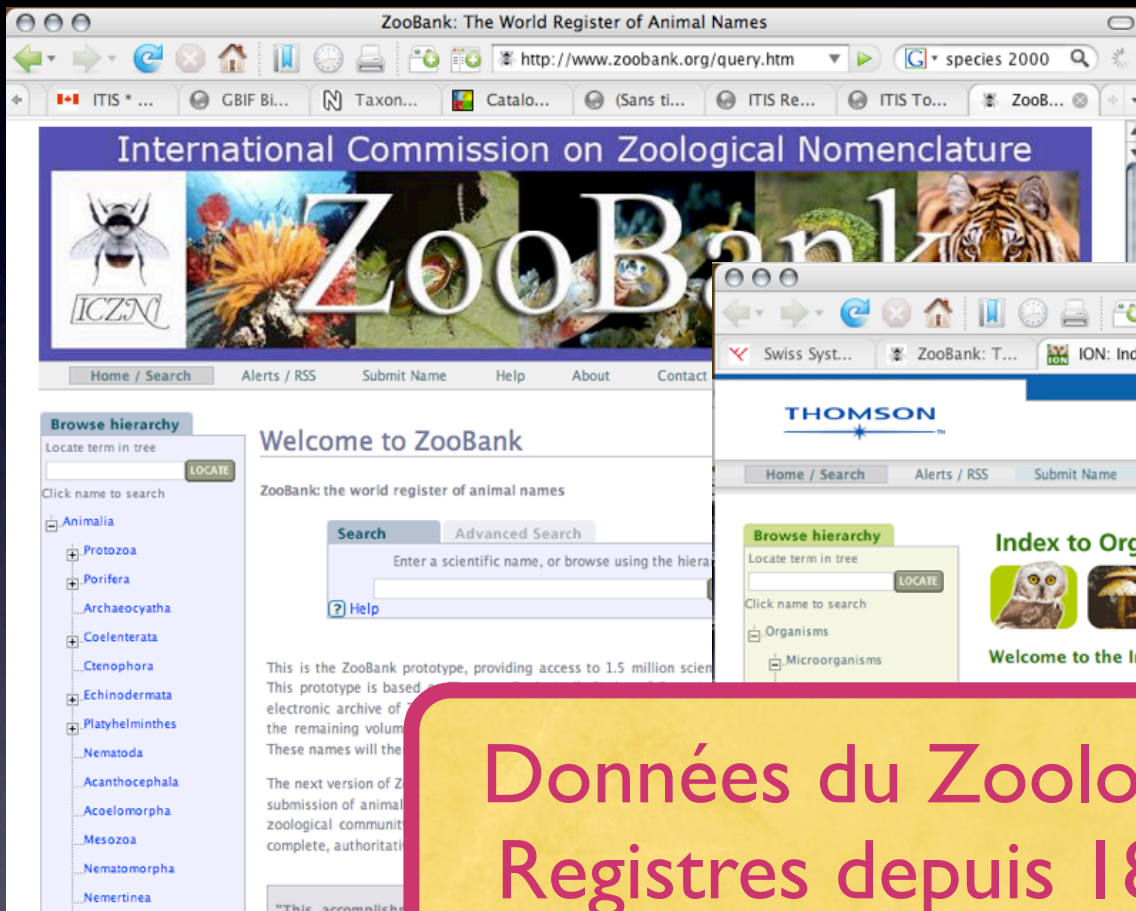 ZooBank: The World Register of Animal Names
http://www.zoobank.org/query.htm
species 2000
ITIS * ...
GBIF Bi...
Taxon...
Catalo...
(Sans ti...
ITIS Re...
ITIS To...
ZooB...
International Commission on Zoological Nomenclature
ICZN
ZooBank
Home / Search
Alerts / RSS
Submit Name
Help
About
Contact
Browse hierarchy
Locate term in tree
LOCATE
Click name to search
Animalia
Protozoa
Porifera
Archaeocyatha
Coelenterata
Ctenophora
Echinodermata
Platyhelminthes
Nematoda
Acanthocephala
Acoelomorpha
Mesozoa
Nematomorpha
Nemertinea
Welcome to ZooBank
ZooBank: the world register of animal names
Search
Advanced Search
Enter a scientific name, or browse using the hiera
? Help
This is the ZooBank prototype, providing access to 1.5 million scien
This prototype is based
electronic archive of
the remaining volum
These names will the
The next version of Z
submission of animal
zoological communit
complete, authoritati
"This accomplish
Swiss Syst...
ZooBank: T...
ION: Ind
THOMSON
Home / Search
Alerts / RSS
Submit Name
Browse hierarchy
Locate term in tree
LOCATE
Click name to search
Organisms
Microorganisms
Index to Org
Welcome to the I
Données du Zoolo
Registres depuis 18